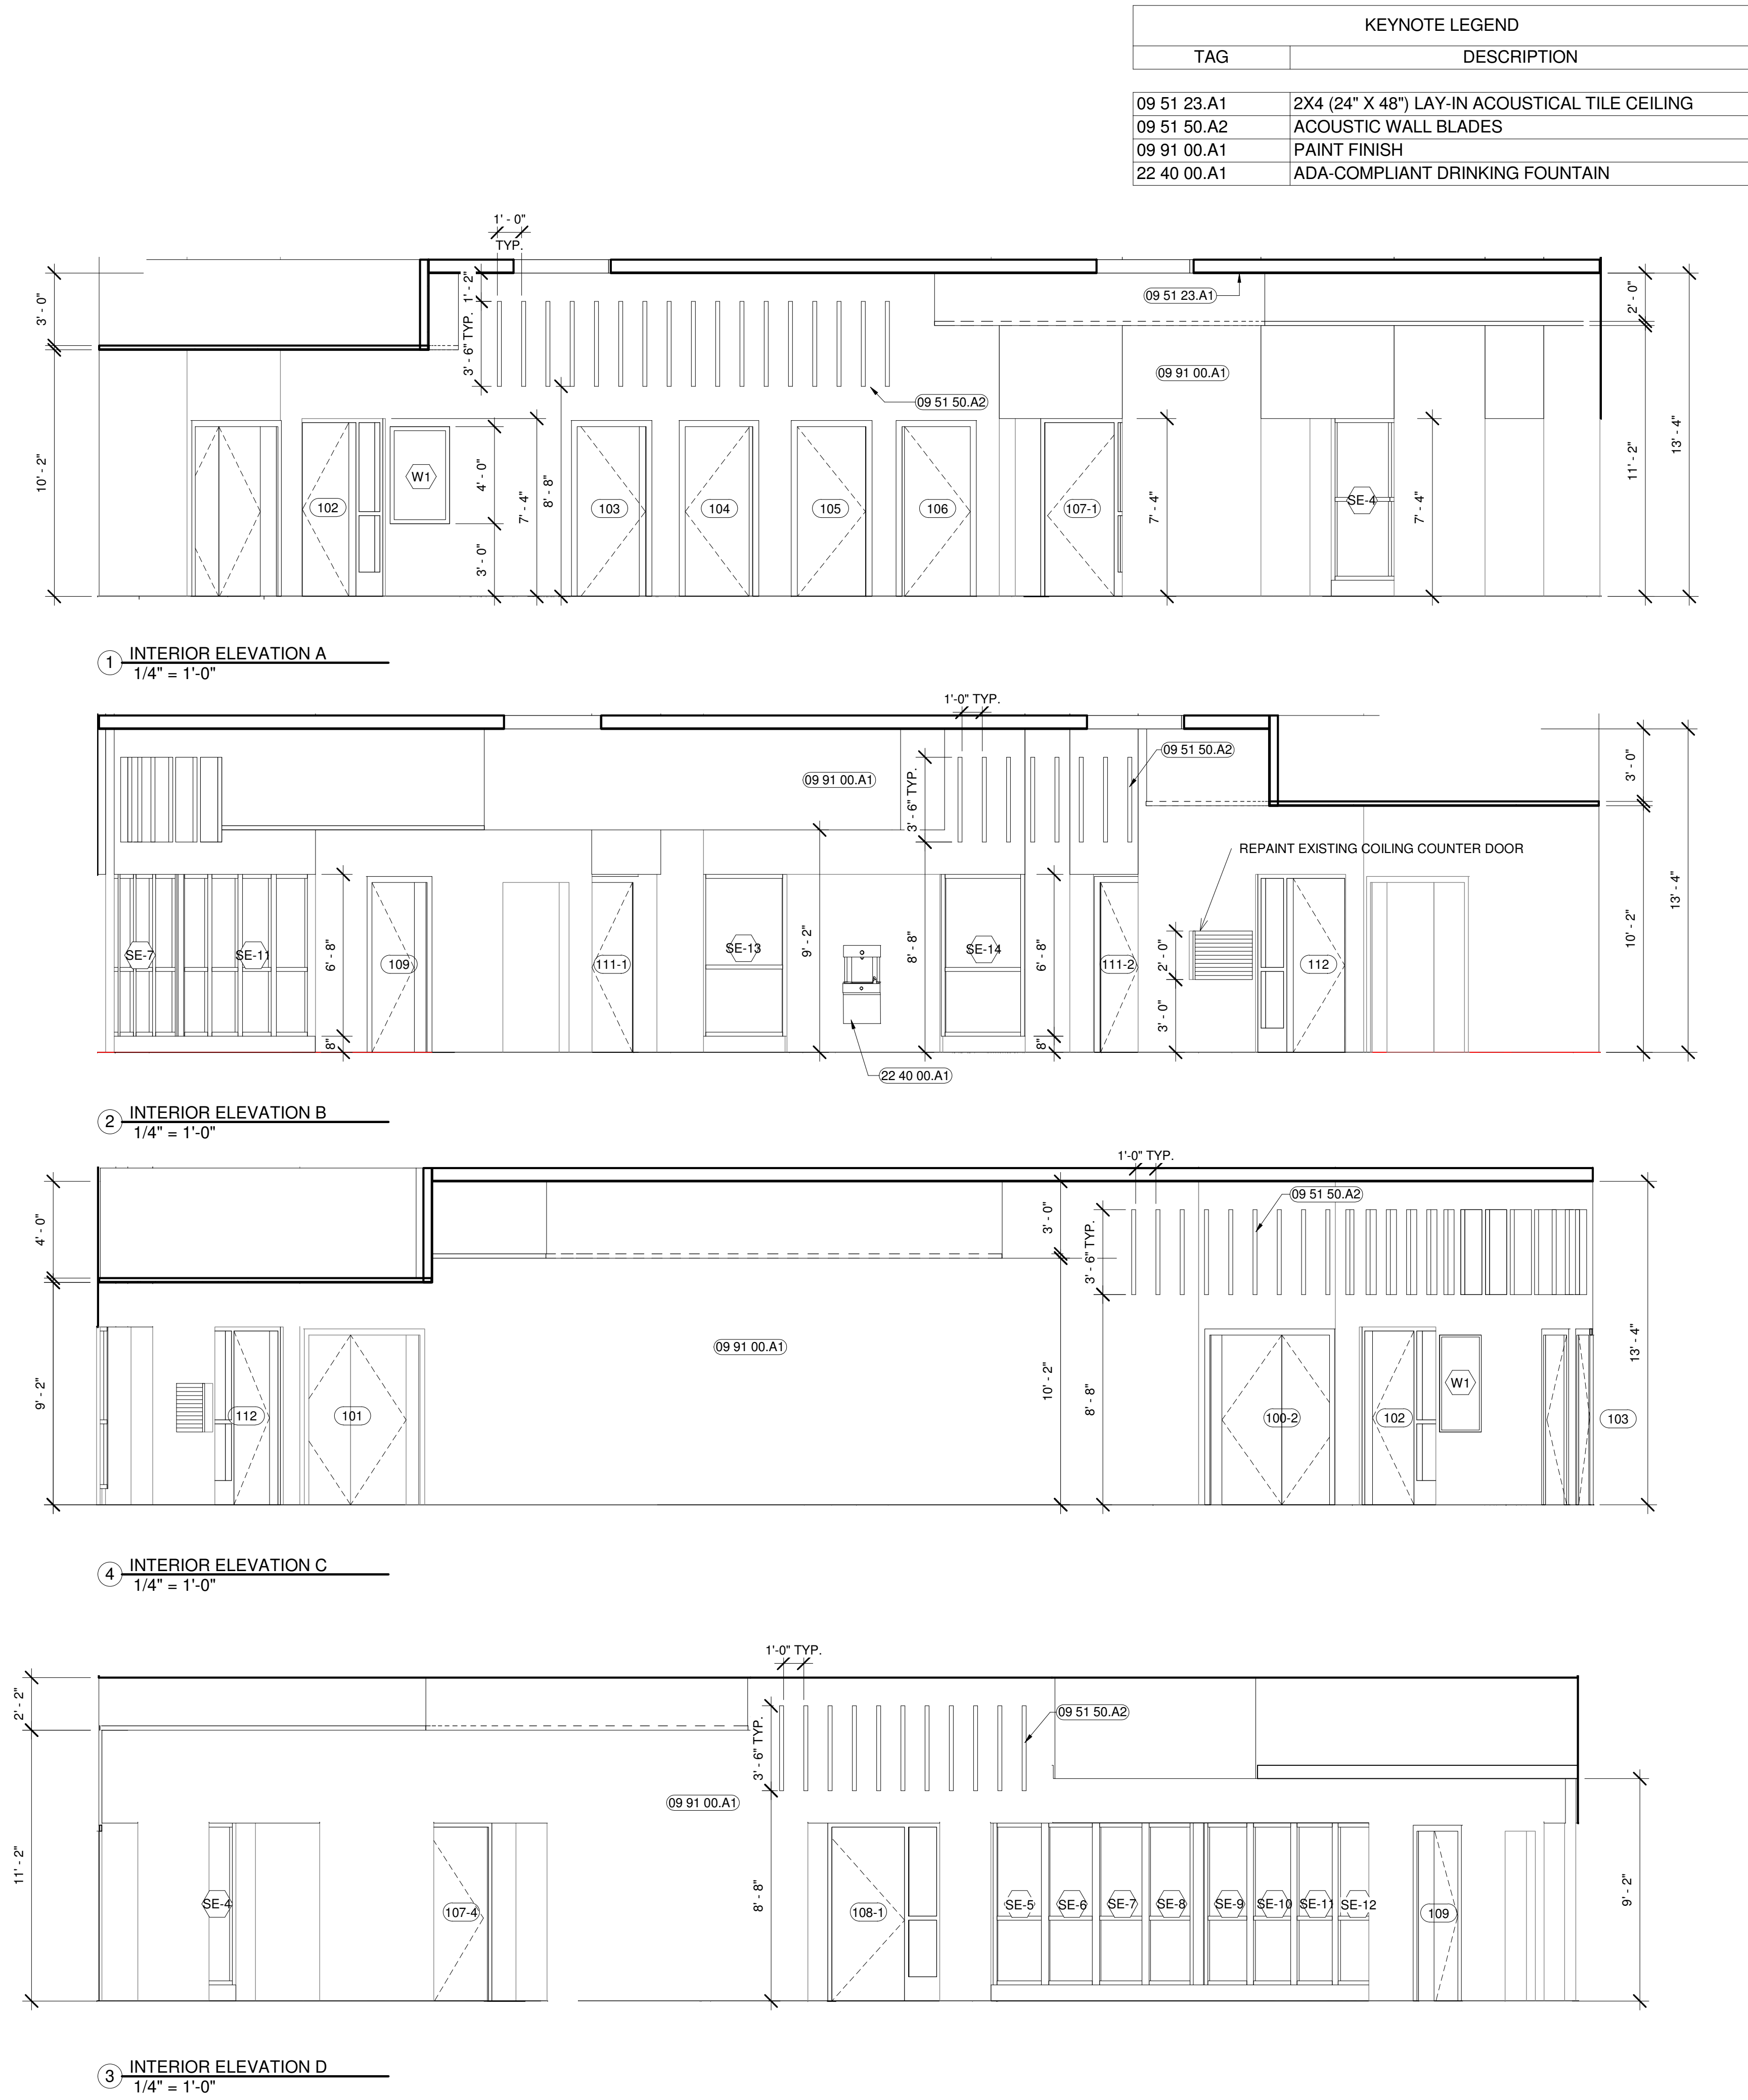 KEYNOTE LEGEND
TAG DESCRIPTION
09 51 23.A1 2X4 (24" X 48") LAY-IN ACOUSTICAL TILE CEILING
09 51 50.A2 ACOUSTIC WALL BLADES
09 91 00.A1 PAINT FINISH
22 40 00.A1 ADA-COMPLIANT DRINKING FOUNTAIN
1' - 0"
TYP.
3' - 0"
10' - 2"
1' - 2"
3' - 6" TYP.
09 51 23.A1
2' - 0"
09 91 00.A1
09 51 50.A2
13' - 4"
11' - 2"
W1
102
4' - 0"
3' - 0"
7' - 4"
8' - 8"
103
104
105
106
107-1
7' - 4"
SE-4
7' - 4"
1 INTERIOR ELEVATION A
1/4" = 1'-0"
1'-0" TYP.
09 51 50.A2
09 91 00.A1
3' - 6" TYP.
3' - 0"
REPAINT EXISTING COILING COUNTER DOOR
13' - 4"
10' - 2"
SE-7
SE-11
6' - 8"
8"
109
111-1
SE-13
9' - 2"
8' - 8"
SE-14
6' - 8"
8"
111-2
2' - 0"
3' - 0"
112
22 40 00.A1
2 INTERIOR ELEVATION B
1/4" = 1'-0"
1'-0" TYP.
4' - 0"
9' - 2"
3' - 0"
09 51 50.A2
3' - 6" TYP.
09 91 00.A1
10' - 2"
8' - 8"
13' - 4"
112
101
100-2
102
W1
103
4 INTERIOR ELEVATION C
1/4" = 1'-0"
1'-0" TYP.
2' - 2"
11' - 2"
3' - 6" TYP.
09 51 50.A2
09 91 00.A1
8' - 8"
9' - 2"
SE-4
107-4
108-1
SE-5
SE-6
SE-7
SE-8
SE-9
SE-10
SE-11
SE-12
109
3 INTERIOR ELEVATION D
1/4" = 1'-0"